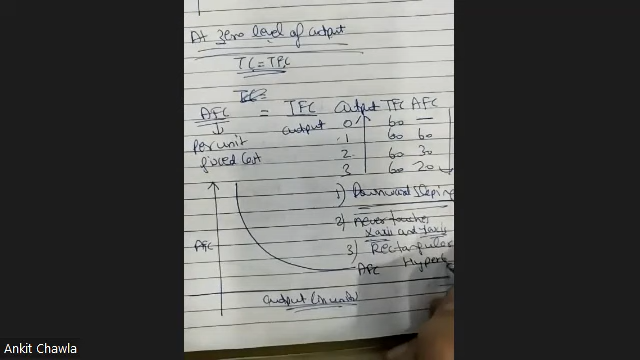 At Zero level of output
TC = TFC
AFC = TFC Output TFC AFC
output 0 60 —
per unit 1 60 60
fixed cost 2 60 30
3 60 20
1) Downward Sloping
2) never touches
X axis and Y axis
3) Rectangular
AFC
AFC Hyperb
output (in units)
Ankit Chawla